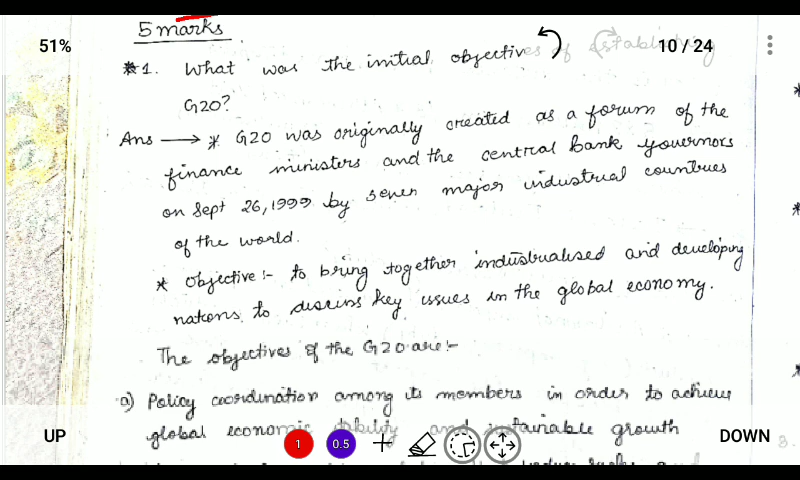 5 marks
51%
10 / 24
*1. What was the initial objectives of establishing
G20?
Ans → * G20 was originally created as a forum of the
finance ministers and the central bank governors
on Sept 26, 1999 by seven major industrial countries
of the world.
* Objective :- to bring together industrialised and developing
nations to discuss key issues in the global economy.
The objectives of the G20 are :-
a) Policy coordination among its members in order to achieve
global economic stability and sustainable growth
UP
1
0.5
DOWN
3.